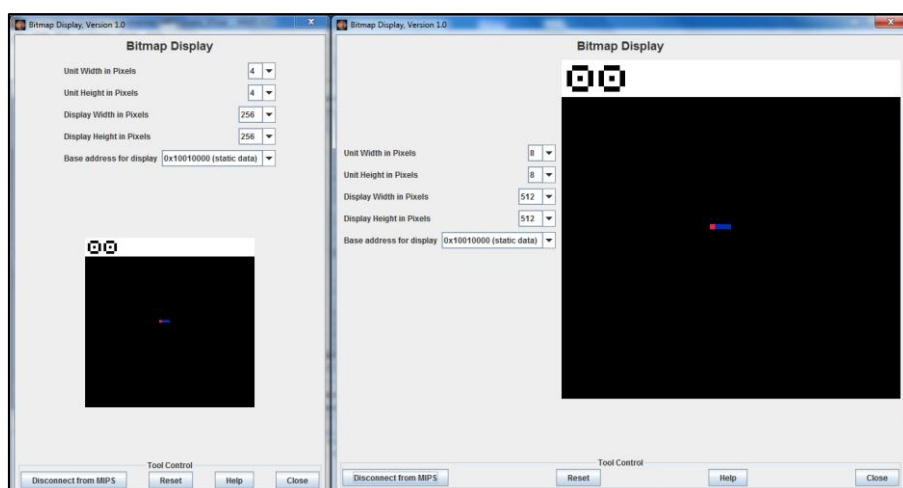 Bitmap Display, Version 1.0
X
Bitmap Display
Unit Width in Pixels 4
Unit Height in Pixels 4
Display Width in Pixels 256
Display Height in Pixels 256
Base address for display 0x10010000 (static data)
00
Tool Control
Disconnect from MIPS Reset Help Close
Bitmap Display, Version 1.0
X
Bitmap Display
00
Unit Width in Pixels 8
Unit Height in Pixels 8
Display Width in Pixels 512
Display Height in Pixels 512
Base address for display 0x10010000 (static data)
Tool Control
Disconnect from MIPS Reset Help Close